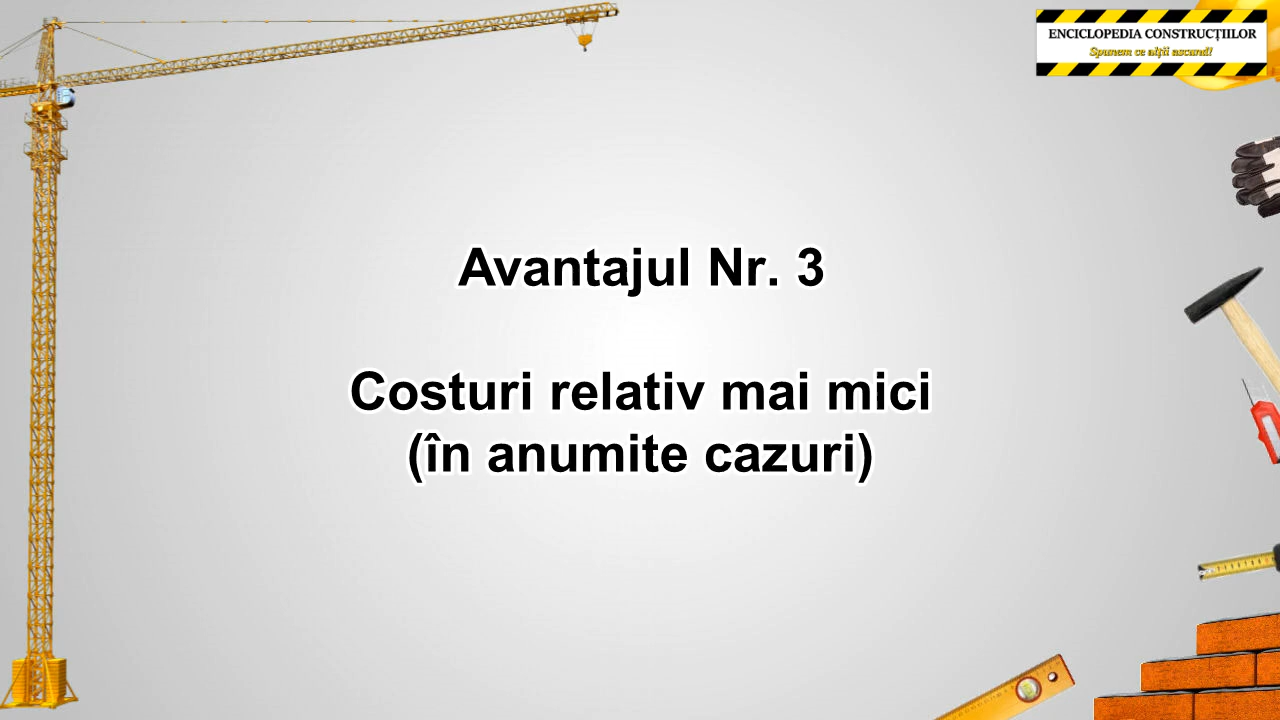 ENCICLOPEDIA CONSTRUCȚIILOR
Spunem ce alții ascund!
Avantajul Nr. 3
Costuri relativ mai mici
(în anumite cazuri)